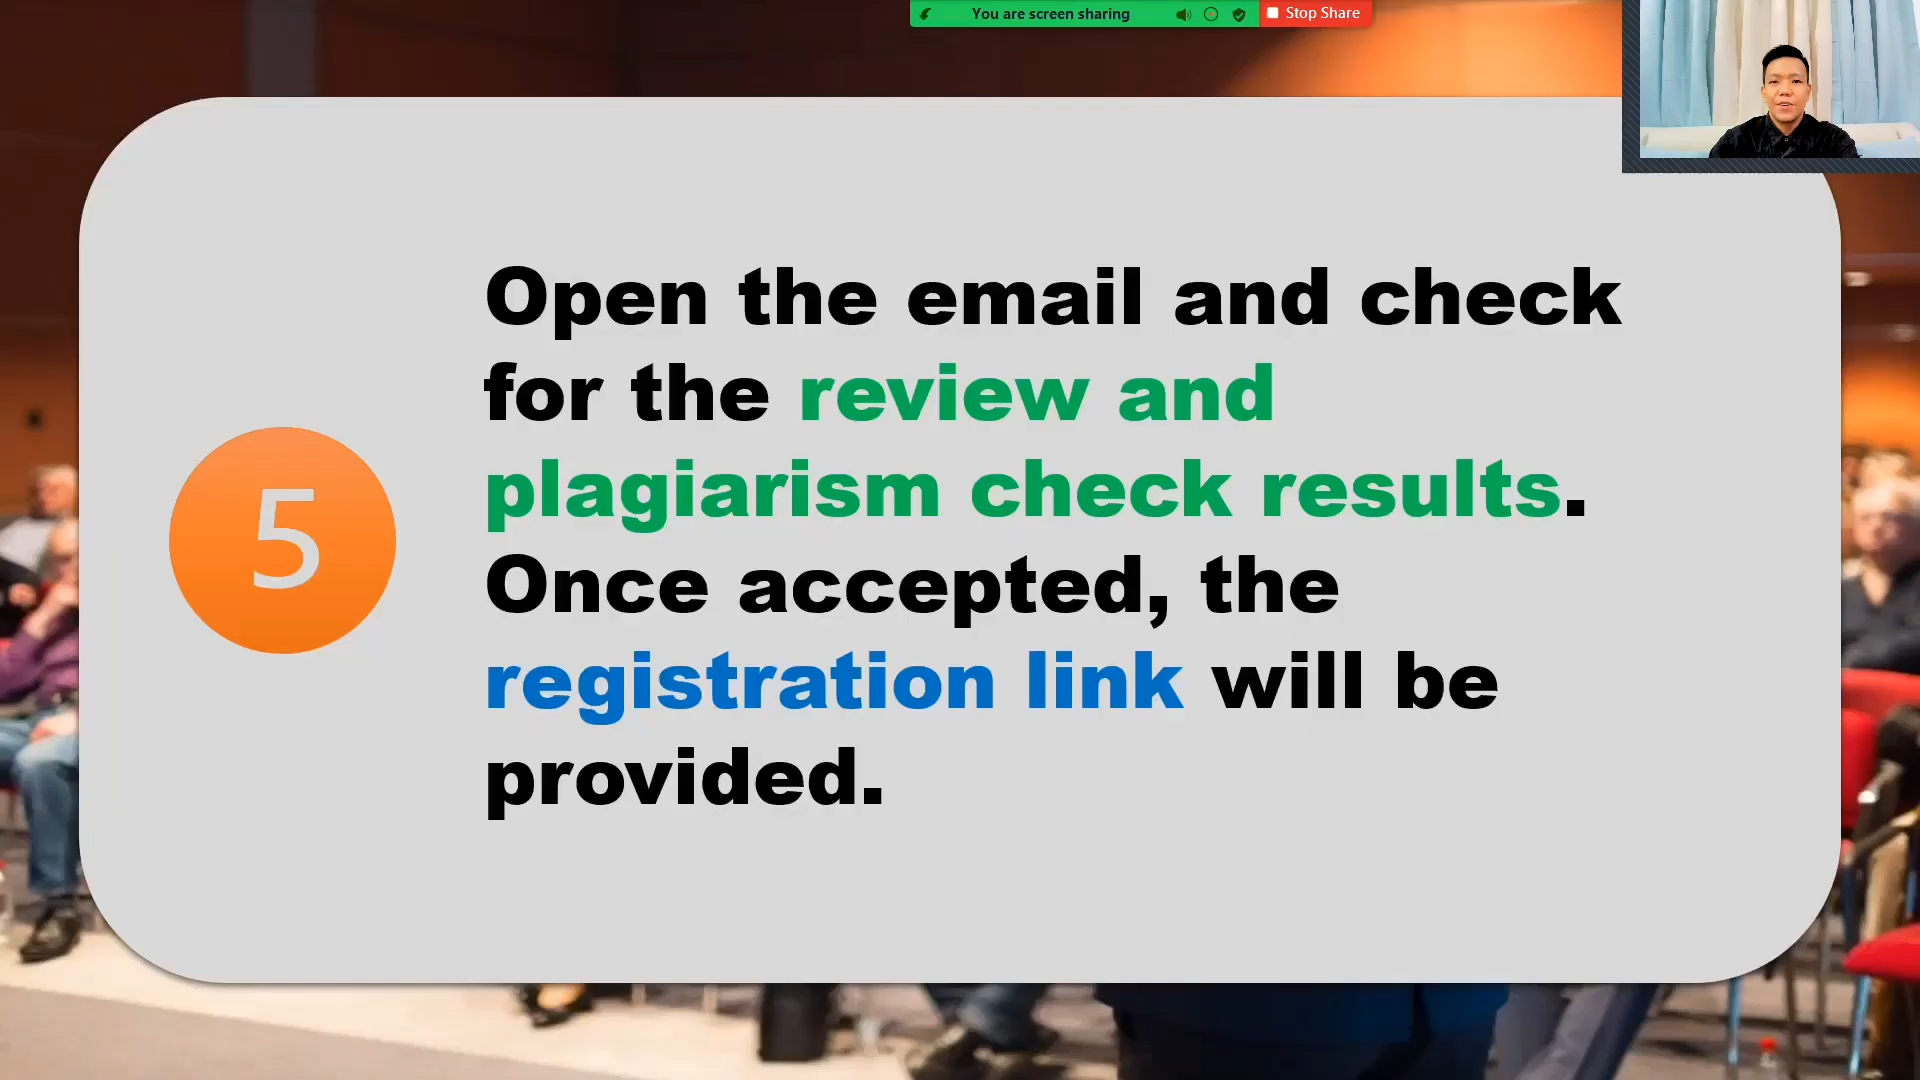 You are screen sharing
Stop Share
Open the email and check
for the review and
plagiarism check results.
5
Once accepted, the
registration link will be
provided.